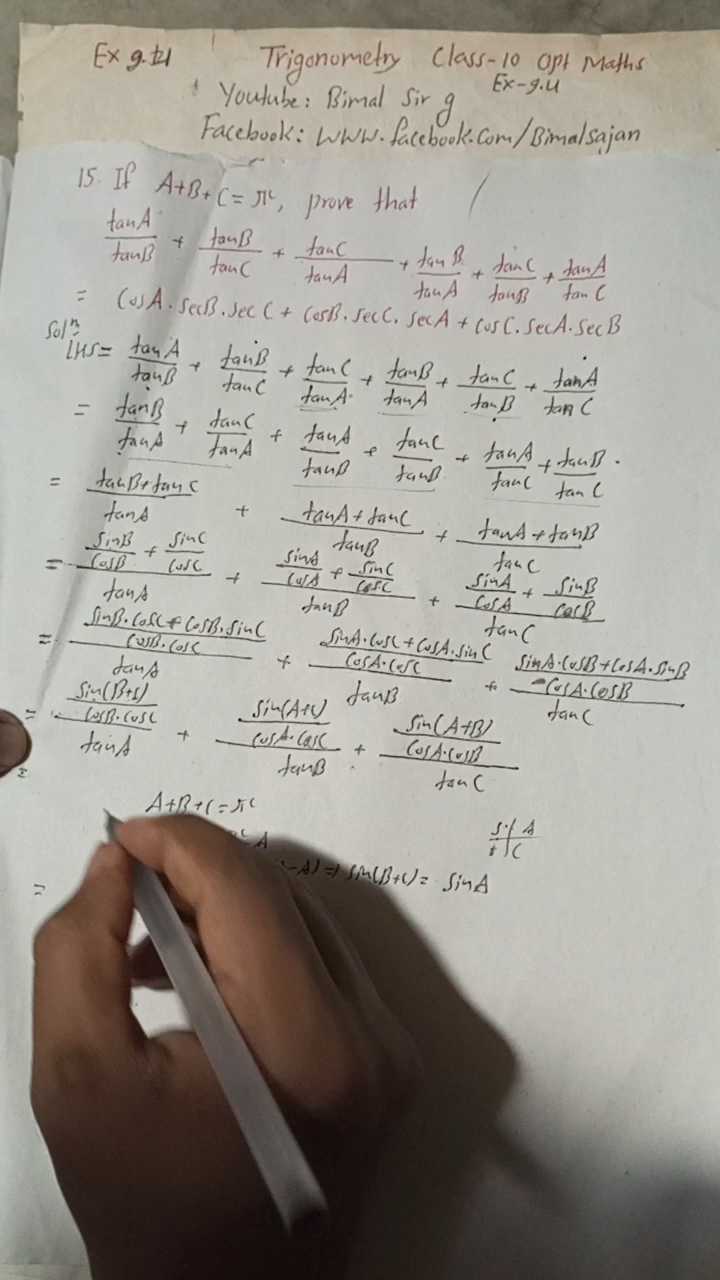 Ex 9.4 Trigonometry Class-10 Opt Maths
Ex-9.4
Youtube: Bimal Sir g
Facebook: WWW.facebook.Com/Bimalsajan
15. If A+B+C = πᶜ, prove that
tanA/tanB + tanB/tanC + tanC/tanA + tanB/tanA + tanC/tanB + tanA/tanC
= CosA.SecB.SecC + CosB.SecC.SecA + CosC.SecA.SecB
Solⁿ:
LHS = tanA/tanB + tanB/tanC + tanC/tanA + tanB/tanA + tanC/tanB + tanA/tanC
= tanB/tanA + tanC/tanA + tanA/tanB + tanC/tanB + tanA/tanC + tanB/tanC
= (tanB+tanC)/tanA + (tanA+tanC)/tanB + (tanA+tanB)/tanC
= (SinB/CosB + SinC/CosC)/tanA + (SinA/CosA + SinC/CosC)/tanB + (SinA/CosA + SinB/CosB)/tanC
= ((SinB.CosC+CosB.SinC)/(CosB.CosC))/tanA + ((SinA.CosC+CosA.SinC)/(CosA.CosC))/tanB + ((SinA.CosB+CosA.SinB)/(CosA.CosB))/tanC
= (Sin(B+C)/(CosB.CosC))/tanA + (Sin(A+C)/(CosA.CosC))/tanB + (Sin(A+B)/(CosA.CosB))/tanC
=
A+B+C = πᶜ
S A
t C
-A
-A) ⇒ Sin(B+C) = SinA
=